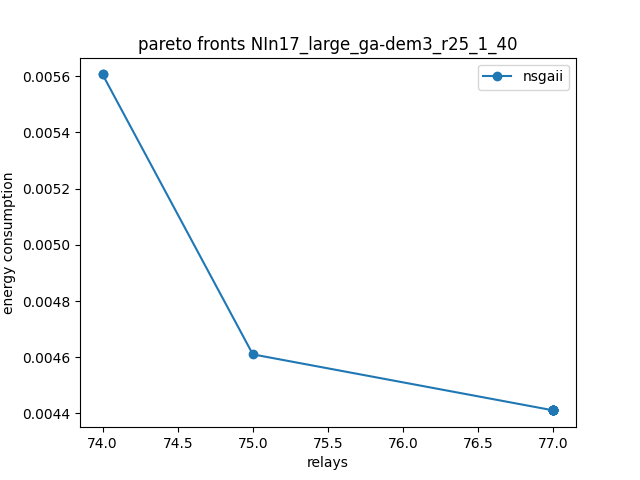 pareto fronts NIn17_large_ga-dem3_r25_1_40
nsgaii
energy consumption
0.0056
0.0054
0.0052
0.0050
0.0048
0.0046
0.0044
74.0 74.5 75.0 75.5 76.0 76.5 77.0
relays